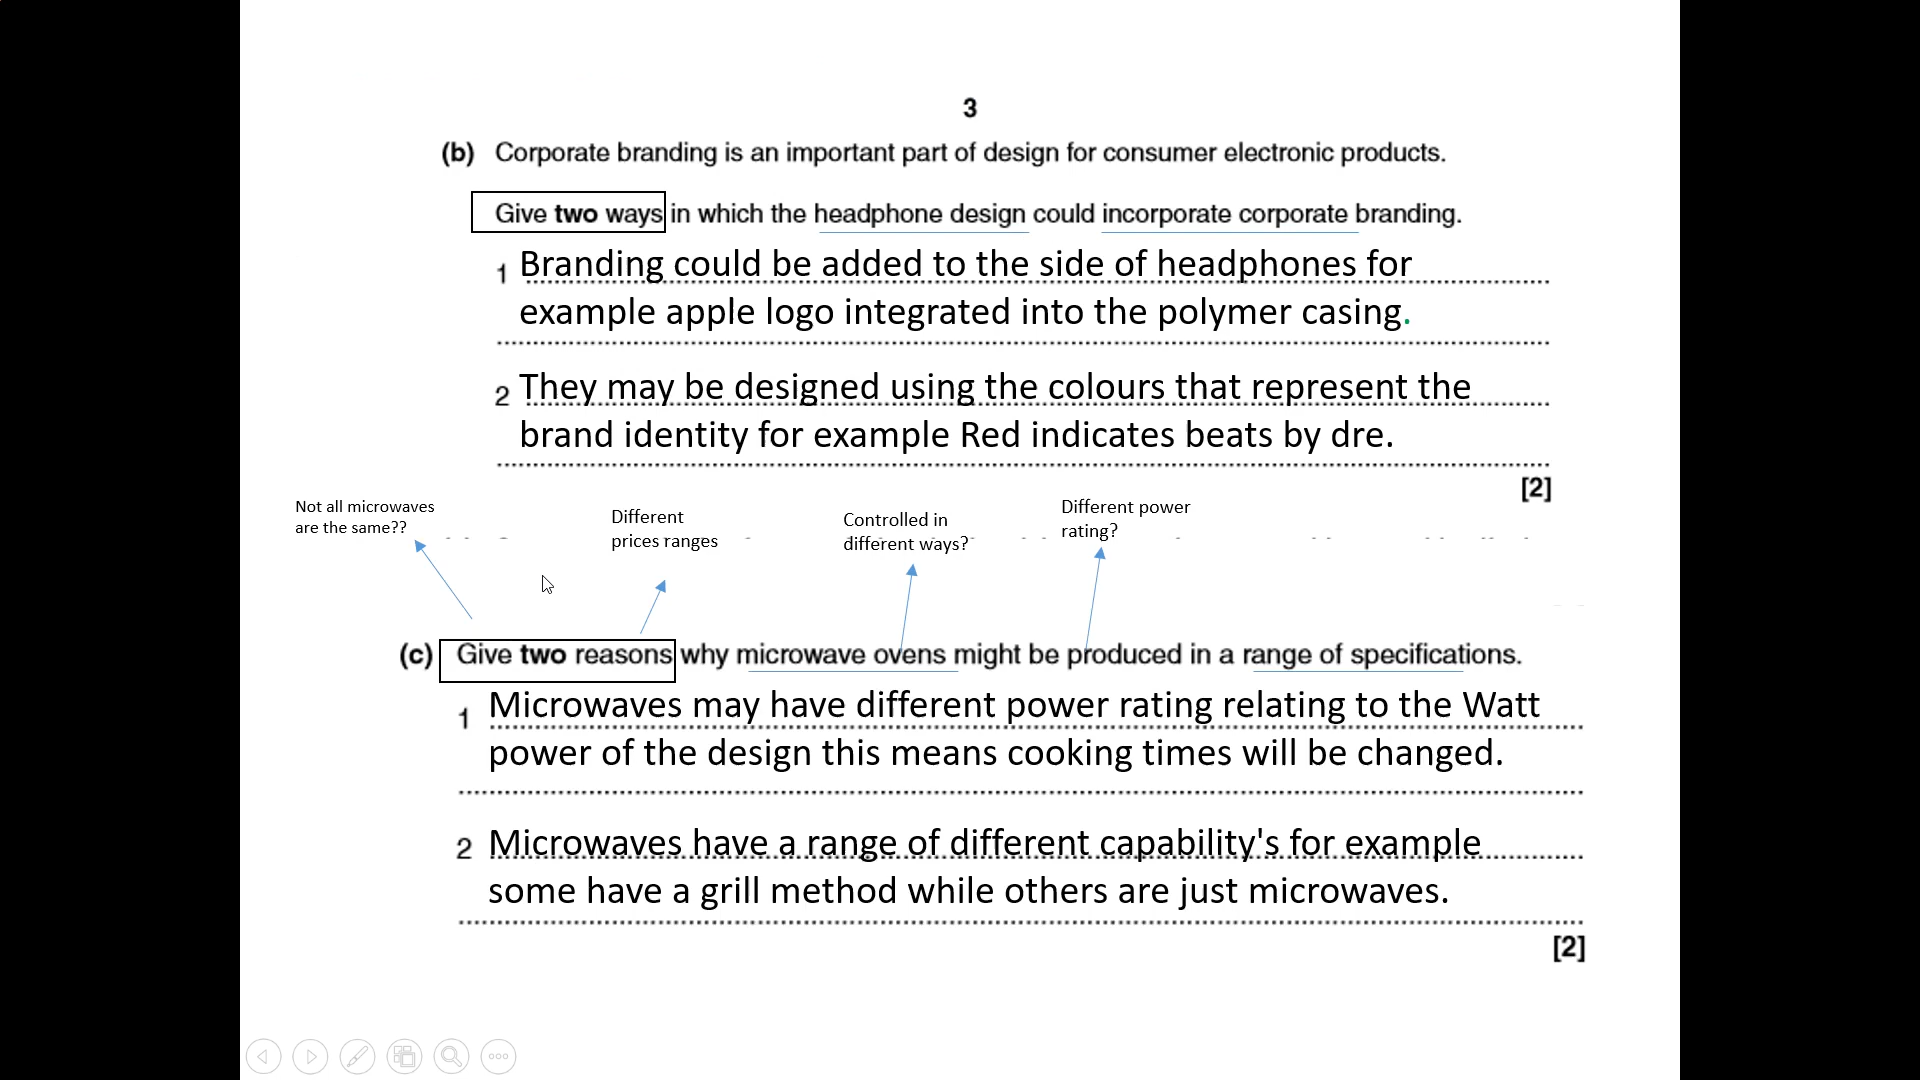 3
(b) Corporate branding is an important part of design for consumer electronic products.
Give two ways in which the headphone design could incorporate corporate branding.
1 Branding could be added to the side of headphones for
example apple logo integrated into the polymer casing.
2 They may be designed using the colours that represent the
brand identity for example Red indicates beats by dre.
[2]
Not all microwaves
are the same??
Different
prices ranges
Controlled in
different ways?
Different power
rating?
(c) Give two reasons why microwave ovens might be produced in a range of specifications.
1 Microwaves may have different power rating relating to the Watt
power of the design this means cooking times will be changed.
2 Microwaves have a range of different capability's for example
some have a grill method while others are just microwaves.
[2]